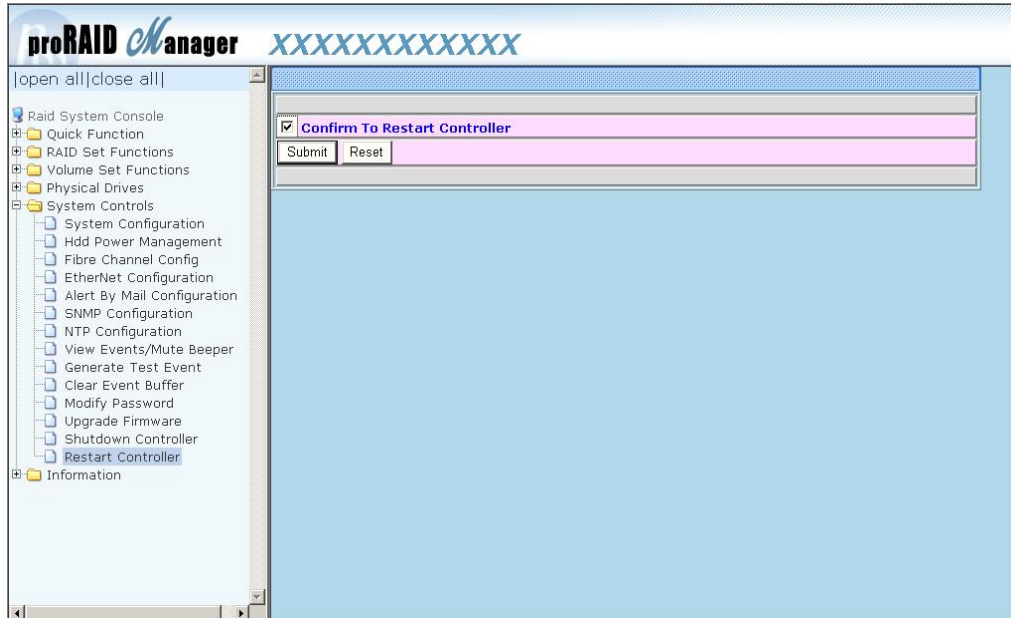 proRAID Manager XXXXXXXXXXXX
|open all|close all|
Raid System Console
Quick Function
RAID Set Functions
Volume Set Functions
Physical Drives
System Controls
System Configuration
Hdd Power Management
Fibre Channel Config
EtherNet Configuration
Alert By Mail Configuration
SNMP Configuration
NTP Configuration
View Events/Mute Beeper
Generate Test Event
Clear Event Buffer
Modify Password
Upgrade Firmware
Shutdown Controller
Restart Controller
Information
Confirm To Restart Controller
Submit Reset